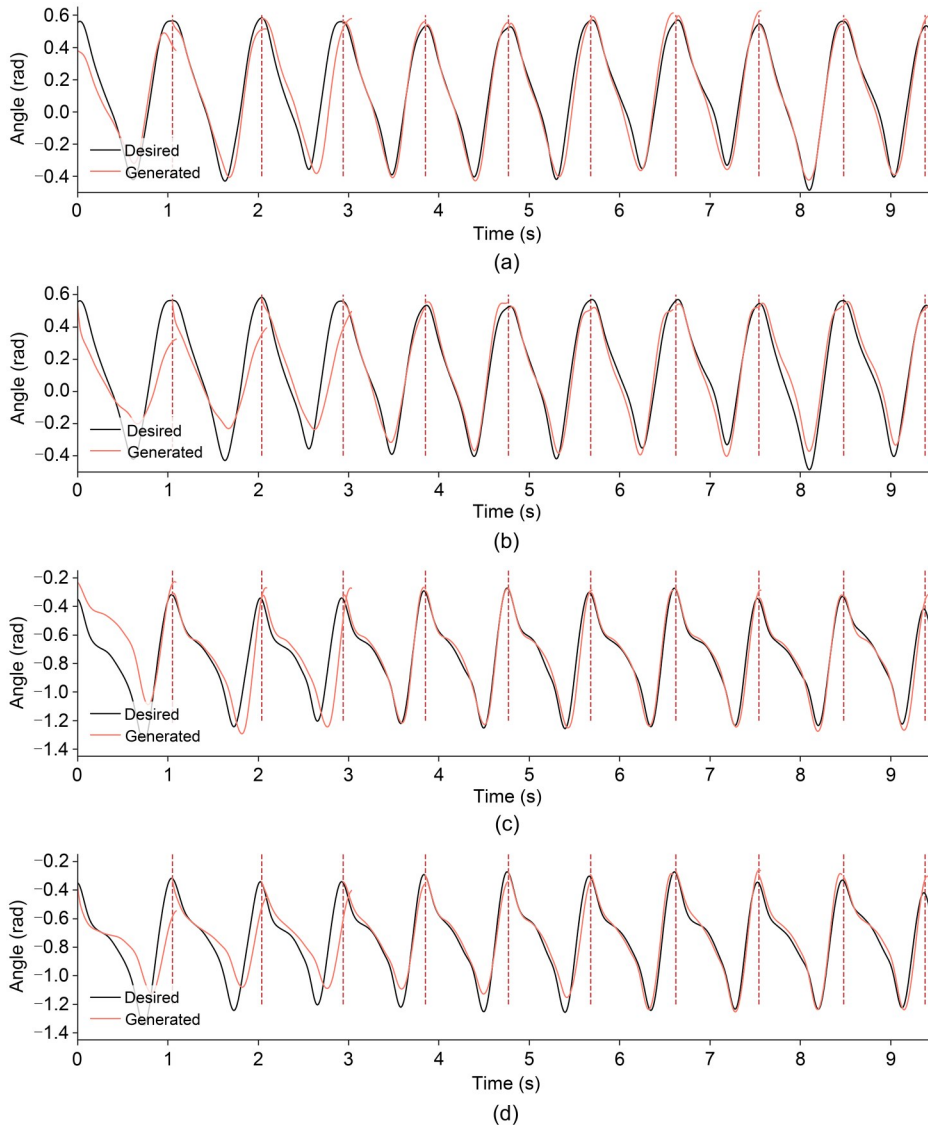 0.6
0.4
0.2
0.0
−0.2
−0.4
Angle (rad)
Desired
Generated
0 1 2 3 4 5 6 7 8 9
Time (s)
(a)
0.6
0.4
0.2
0.0
−0.2
−0.4
Angle (rad)
Desired
Generated
0 1 2 3 4 5 6 7 8 9
Time (s)
(b)
−0.2
−0.4
−0.6
−0.8
−1.0
−1.2
−1.4
Angle (rad)
Desired
Generated
0 1 2 3 4 5 6 7 8 9
Time (s)
(c)
−0.2
−0.4
−0.6
−0.8
−1.0
−1.2
−1.4
Angle (rad)
Desired
Generated
0 1 2 3 4 5 6 7 8 9
Time (s)
(d)